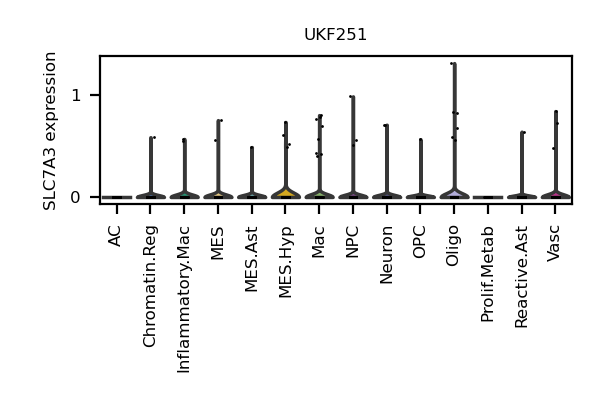 UKF251
SLC7A3 expression
1
0
AC
Chromatin.Reg
Inflammatory.Mac
MES
MES.Ast
MES.Hyp
Mac
NPC
Neuron
OPC
Oligo
Prolif.Metab
Reactive.Ast
Vasc